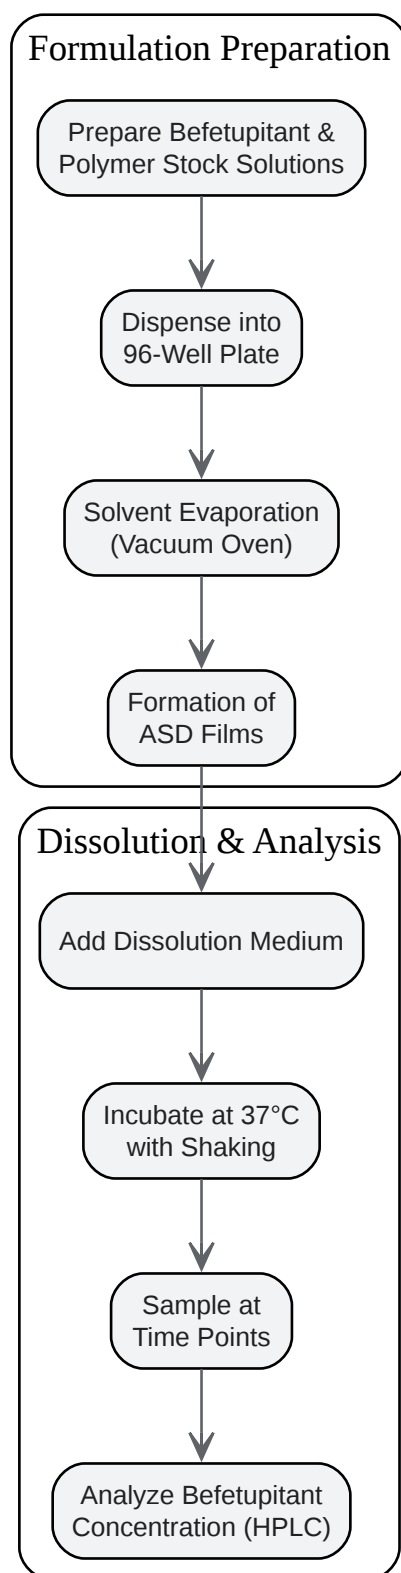 Formulation Preparation
Prepare Befetupitant &
Polymer Stock Solutions
Dispense into
96-Well Plate
Solvent Evaporation
(Vacuum Oven)
Formation of
ASD Films
Dissolution & Analysis
Add Dissolution Medium
Incubate at 37°C
with Shaking
Sample at
Time Points
Analyze Befetupitant
Concentration (HPLC)